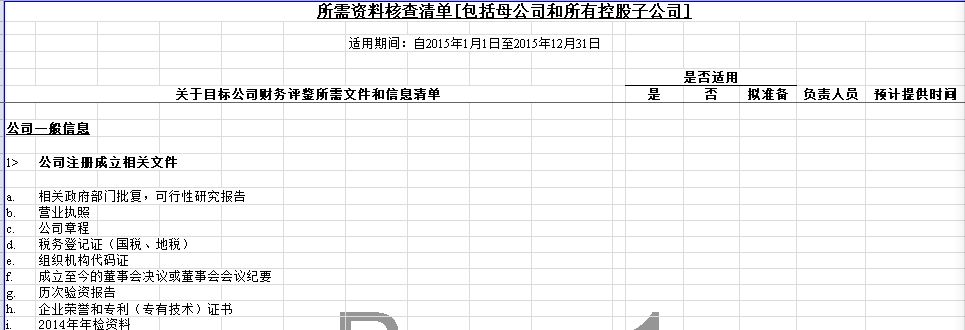 所需资料核查清单[包括母公司和所有控股子公司]
适用期间：自2015年1月1日至2015年12月31日
是否适用
关于目标公司财务评鉴所需文件和信息清单 是 否 拟准备 负责人员 预计提供时间
公司一般信息
1> 公司注册成立相关文件
a. 相关政府部门批复，可行性研究报告
b. 营业执照
c. 公司章程
d. 税务登记证（国税、地税）
e. 组织机构代码证
f. 成立至今的董事会决议或董事会会议纪要
g. 历次验资报告
h. 企业荣誉和专利（专有技术）证书
i. 2014年年检资料